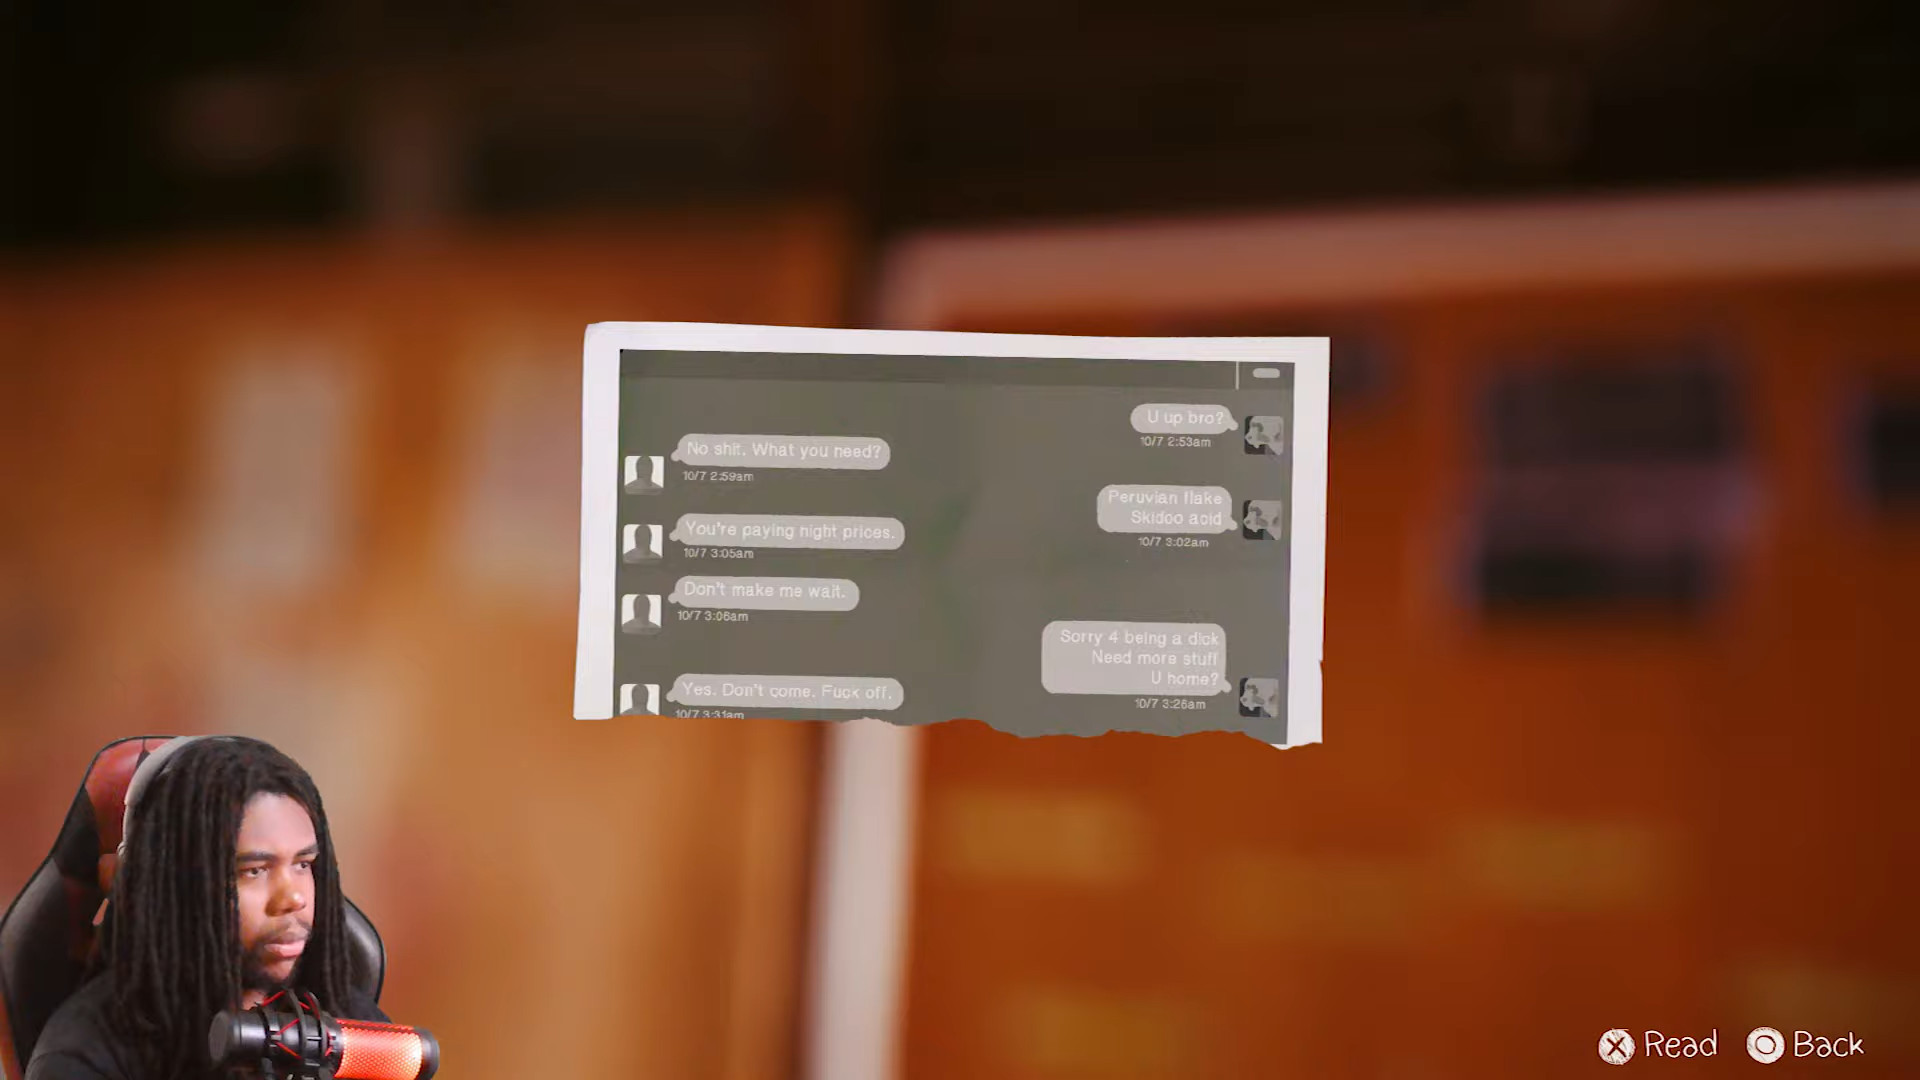 U up bro?
10/7 2:53am
No shit. What you need?
10/7 2:59am
Peruvian flake
Skidoo acid
10/7 3:02am
You're paying night prices.
10/7 3:05am
Don't make me wait.
10/7 3:06am
Sorry 4 being a dick
Need more stuff
U home?
10/7 3:26am
Yes. Don't come. Fuck off.
10/7 3:31am
Read
Back